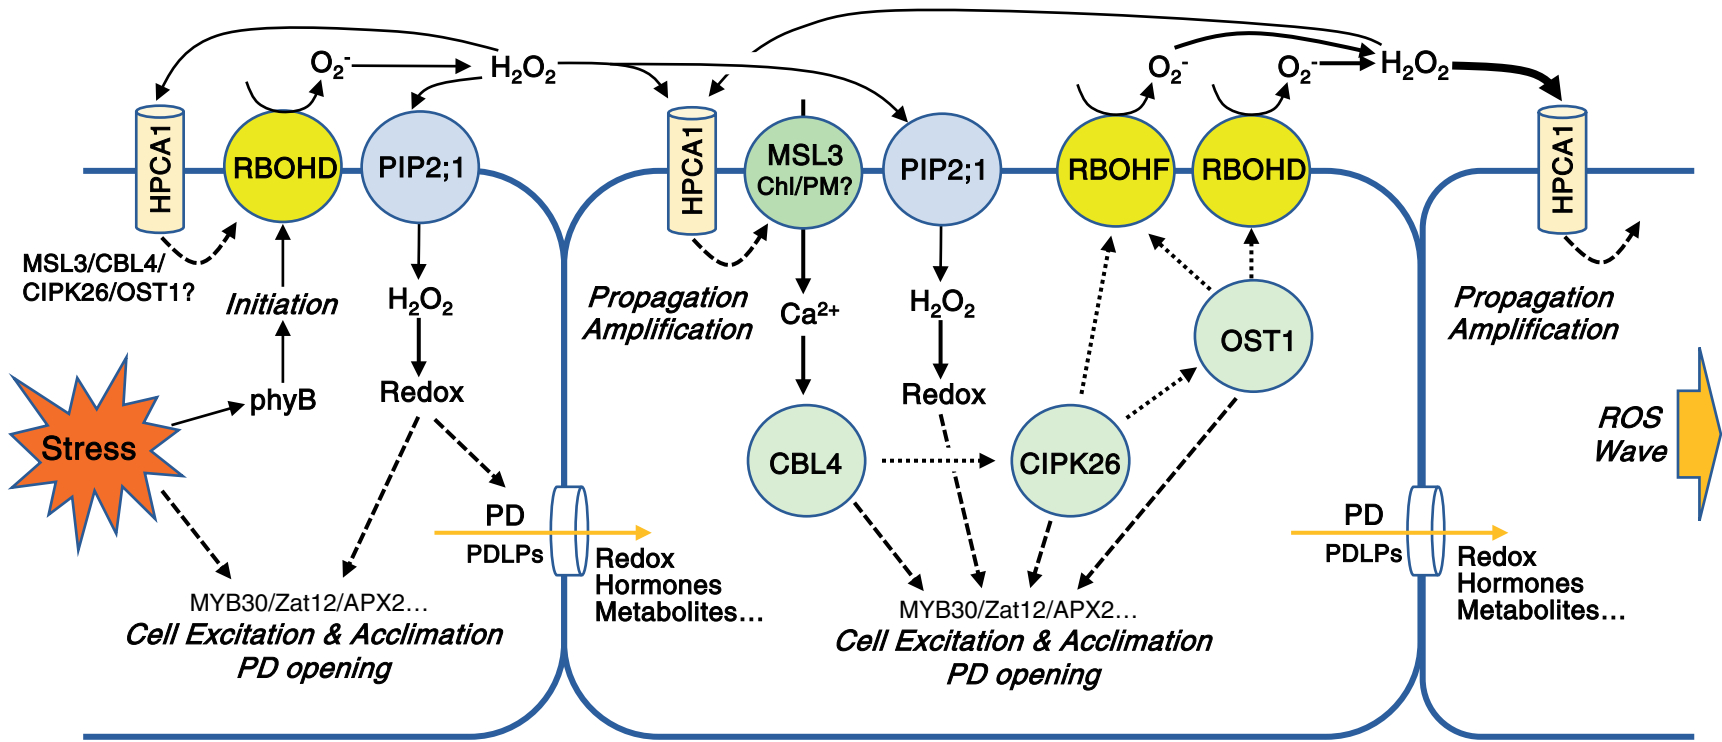 O₂⁻
H₂O₂
O₂⁻
O₂⁻
H₂O₂
HPCA1
RBOHD
PIP2;1
HPCA1
MSL3
Chl/PM?
PIP2;1
RBOHF
RBOHD
HPCA1
MSL3/CBL4/
CIPK26/OST1?
Initiation
H₂O₂
Propagation
Amplification
Ca²⁺
H₂O₂
OST1
Propagation
Amplification
phyB
Redox
Redox
Stress
CBL4
CIPK26
ROS
Wave
PD
PDLPs
Redox
Hormones
Metabolites...
PD
PDLPs
Redox
Hormones
Metabolites...
MYB30/Zat12/APX2...
Cell Excitation & Acclimation
PD opening
MYB30/Zat12/APX2...
Cell Excitation & Acclimation
PD opening